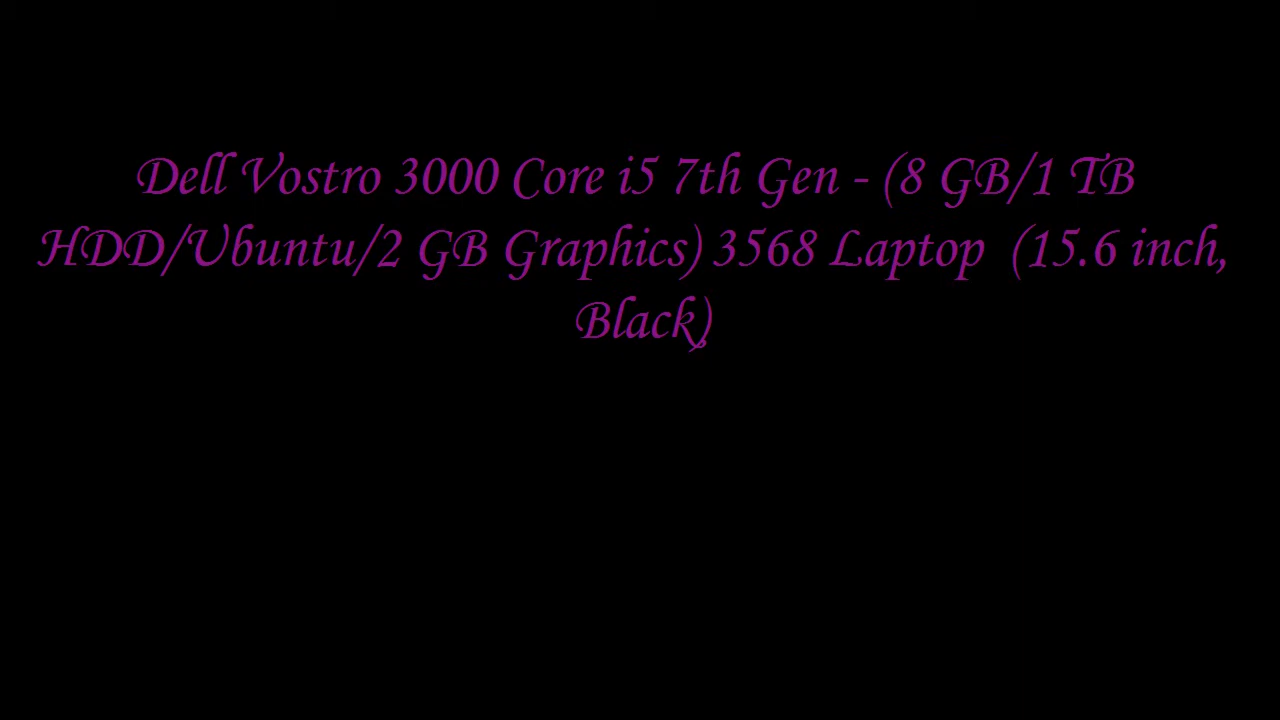 Dell Vostro 3000 Core i5 7th Gen - (8 GB/1 TB
HDD/Ubuntu/2 GB Graphics) 3568 Laptop  (15.6 inch,
Black)